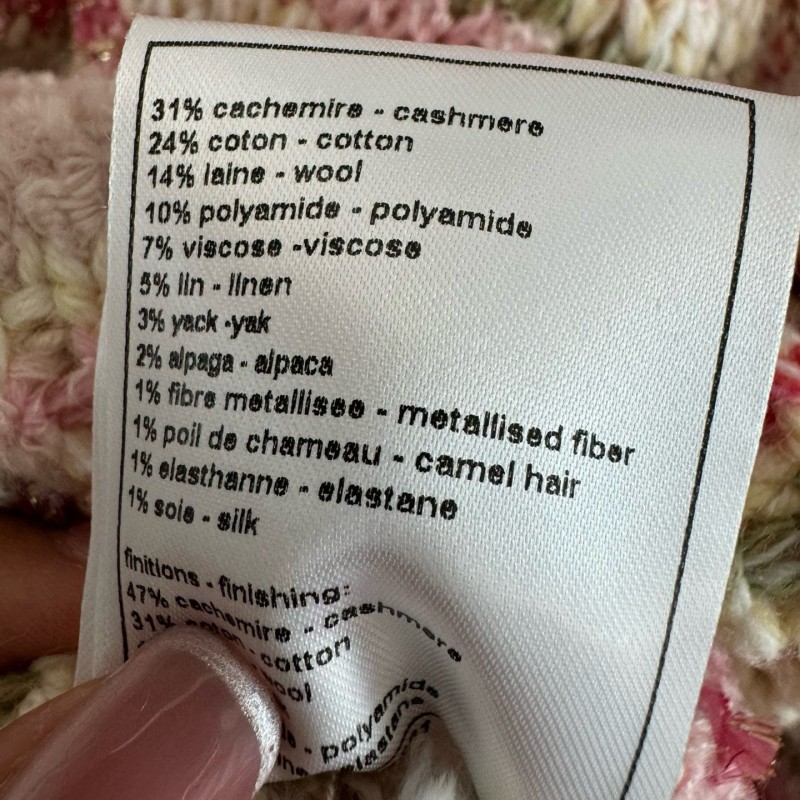 31% cachemire - cashmere
24% coton - cotton
14% laine - wool
10% polyamide - polyamide
7% viscose -viscose
5% lin - linen
3% yack -yak
2% alpaga - alpaca
1% fibre metallisee - metallised fiber
1% poil de chameau - camel hair
1% elasthanne - elastane
1% soie - silk
finitions - finishing:
47% cachemire - cashmere
31% coton - cotton
- polyamide